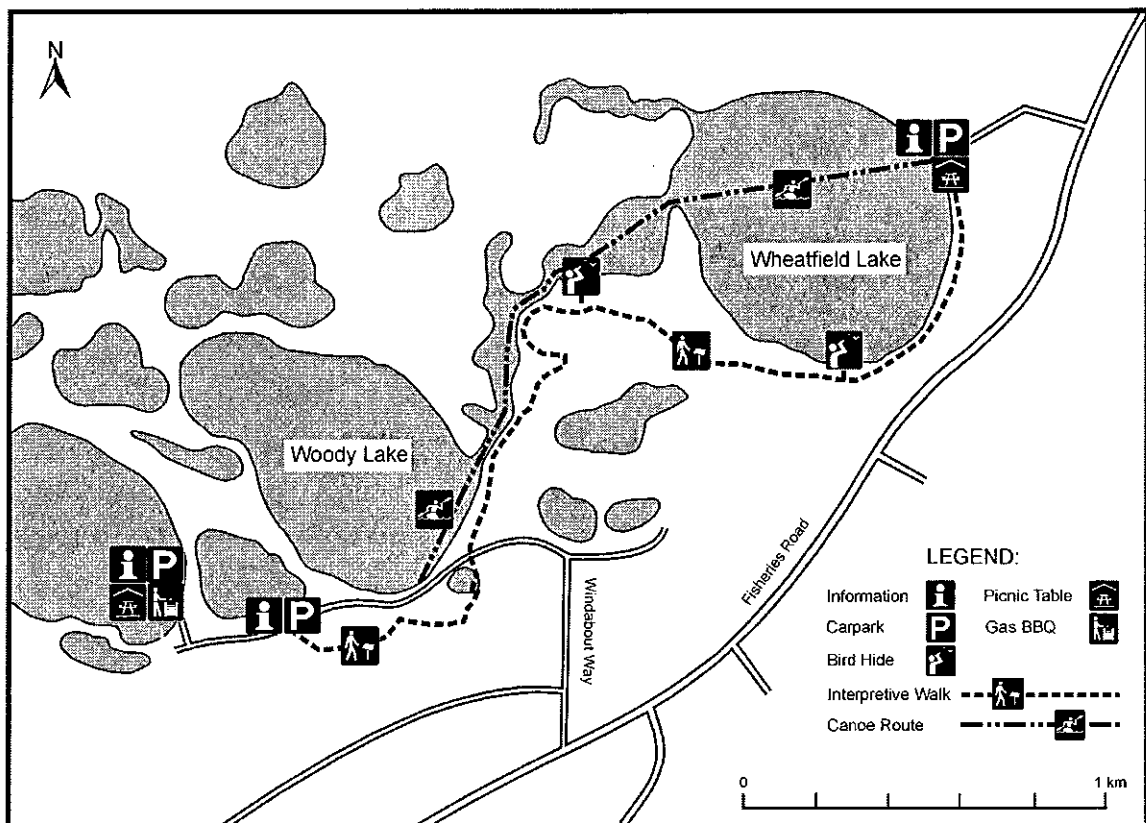 N
i P
Wheatfield Lake
Woody Lake
i P
i P
Windabout Way
Fisheries Road
LEGEND:
Information i
Picnic Table
Carpark P
Gas BBQ
Bird Hide
Interpretive Walk
Canoe Route
0 1 km